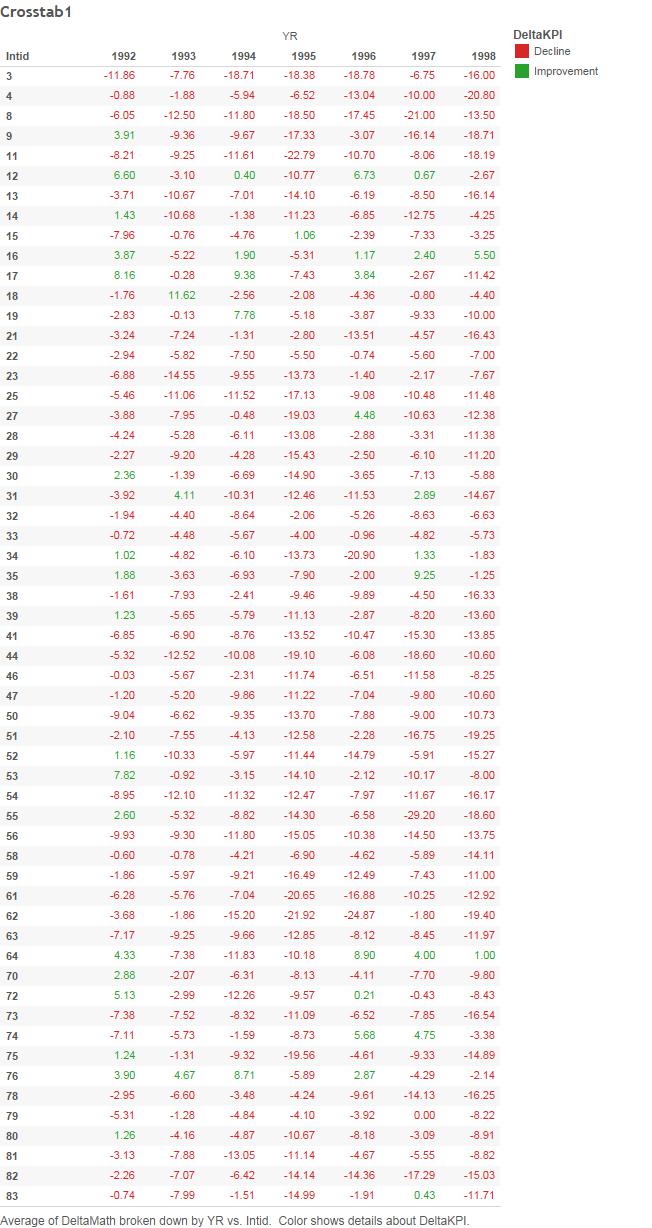 Crosstab1
YR
DeltaKPI
Intid 1992 1993 1994 1995 1996 1997 1998
Decline
Improvement
3 -11.86 -7.76 -18.71 -18.38 -18.78 -6.75 -16.00
4 -0.88 -1.88 -5.94 -6.52 -13.04 -10.00 -20.80
8 -6.05 -12.50 -11.80 -18.50 -17.45 -21.00 -13.50
9 3.91 -9.36 -9.67 -17.33 -3.07 -16.14 -18.71
11 -8.21 -9.25 -11.61 -22.79 -10.70 -8.06 -18.19
12 6.60 -3.10 0.40 -10.77 6.73 0.67 -2.67
13 -3.71 -10.67 -7.01 -14.10 -6.19 -8.50 -16.14
14 1.43 -10.68 -1.38 -11.23 -6.85 -12.75 -4.25
15 -7.96 -0.76 -4.76 1.06 -2.39 -7.33 -3.25
16 3.87 -5.22 1.90 -5.31 1.17 2.40 5.50
17 8.16 -0.28 9.38 -7.43 3.84 -2.67 -11.42
18 -1.76 11.62 -2.56 -2.08 -4.36 -0.80 -4.40
19 -2.83 -0.13 7.78 -5.18 -3.87 -9.33 -10.00
21 -3.24 -7.24 -1.31 -2.80 -13.51 -4.57 -16.43
22 -2.94 -5.82 -7.50 -5.50 -0.74 -5.60 -7.00
23 -6.88 -14.55 -9.55 -13.73 -1.40 -2.17 -7.67
25 -5.46 -11.06 -11.52 -17.13 -9.08 -10.48 -11.48
27 -3.88 -7.95 -0.48 -19.03 4.48 -10.63 -12.38
28 -4.24 -5.28 -6.11 -13.08 -2.88 -3.31 -11.38
29 -2.27 -9.20 -4.28 -15.43 -2.50 -6.10 -11.20
30 2.36 -1.39 -6.69 -14.90 -3.65 -7.13 -5.88
31 -3.92 4.11 -10.31 -12.46 -11.53 2.89 -14.67
32 -1.94 -4.40 -8.64 -2.06 -5.26 -8.63 -6.63
33 -0.72 -4.48 -5.67 -4.00 -0.96 -4.82 -5.73
34 1.02 -4.82 -6.10 -13.73 -20.90 1.33 -1.83
35 1.88 -3.63 -6.93 -7.90 -2.00 9.25 -1.25
38 -1.61 -7.93 -2.41 -9.46 -9.89 -4.50 -16.33
39 1.23 -5.65 -5.79 -11.13 -2.87 -8.20 -13.60
41 -6.85 -6.90 -8.76 -13.52 -10.47 -15.30 -13.85
44 -5.32 -12.52 -10.08 -19.10 -6.08 -18.60 -10.60
46 -0.03 -5.67 -2.31 -11.74 -6.51 -11.58 -8.25
47 -1.20 -5.20 -9.86 -11.22 -7.04 -9.80 -10.60
50 -9.04 -6.62 -9.35 -13.70 -7.88 -9.00 -10.73
51 -2.10 -7.55 -4.13 -12.58 -2.28 -16.75 -19.25
52 1.16 -10.33 -5.97 -11.44 -14.79 -5.91 -15.27
53 7.82 -0.92 -3.15 -14.10 -2.12 -10.17 -8.00
54 -8.95 -12.10 -11.32 -12.47 -7.97 -11.67 -16.17
55 2.60 -5.32 -8.82 -14.30 -6.58 -29.20 -18.60
56 -9.93 -9.30 -11.80 -15.05 -10.38 -14.50 -13.75
58 -0.60 -0.78 -4.21 -6.90 -4.62 -5.89 -14.11
59 -1.86 -5.97 -9.21 -16.49 -12.49 -7.43 -11.00
61 -6.28 -5.76 -7.04 -20.65 -16.88 -10.25 -12.92
62 -3.68 -1.86 -15.20 -21.92 -24.87 -1.80 -19.40
63 -7.17 -9.25 -9.66 -12.85 -8.12 -8.45 -11.97
64 4.33 -7.38 -11.83 -10.18 8.90 4.00 1.00
70 2.88 -2.07 -6.31 -8.13 -4.11 -7.70 -9.80
72 5.13 -2.99 -12.26 -9.57 0.21 -0.43 -8.43
73 -7.38 -7.52 -8.32 -11.09 -6.52 -7.85 -16.54
74 -7.11 -5.73 -1.59 -8.73 5.68 4.75 -3.38
75 1.24 -1.31 -9.32 -19.56 -4.61 -9.33 -14.89
76 3.90 4.67 8.71 -5.89 2.87 -4.29 -2.14
78 -2.95 -6.60 -3.48 -4.24 -9.61 -14.13 -16.25
79 -5.31 -1.28 -4.84 -4.10 -3.92 0.00 -8.22
80 1.26 -4.16 -4.87 -10.67 -8.18 -3.09 -8.91
81 -3.13 -7.88 -13.05 -11.14 -4.67 -5.55 -8.82
82 -2.26 -7.07 -6.42 -14.14 -14.36 -17.29 -15.03
83 -0.74 -7.99 -1.51 -14.99 -1.91 0.43 -11.71
Average of DeltaMath broken down by YR vs. Intid. Color shows details about DeltaKPI.